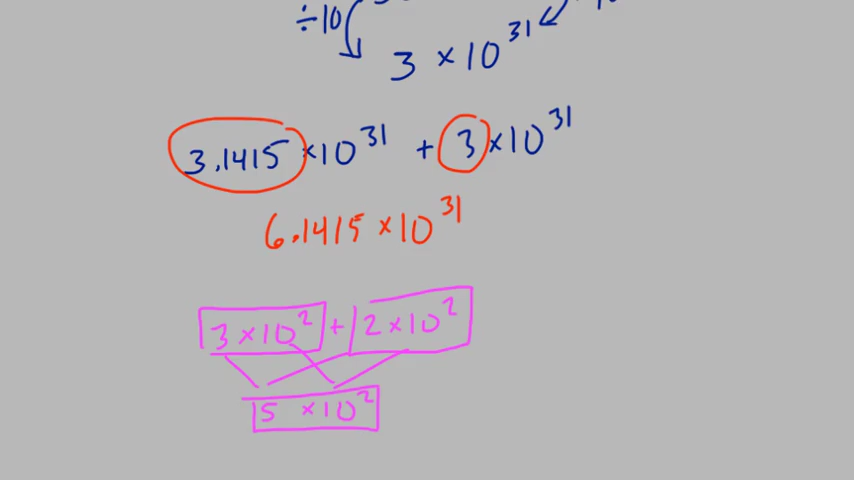 ÷10
3 × 10^31
3.1415 × 10^31 + 3 × 10^31
6.1415 × 10^31
3 × 10^2 + 2 × 10^2
5 × 10^2